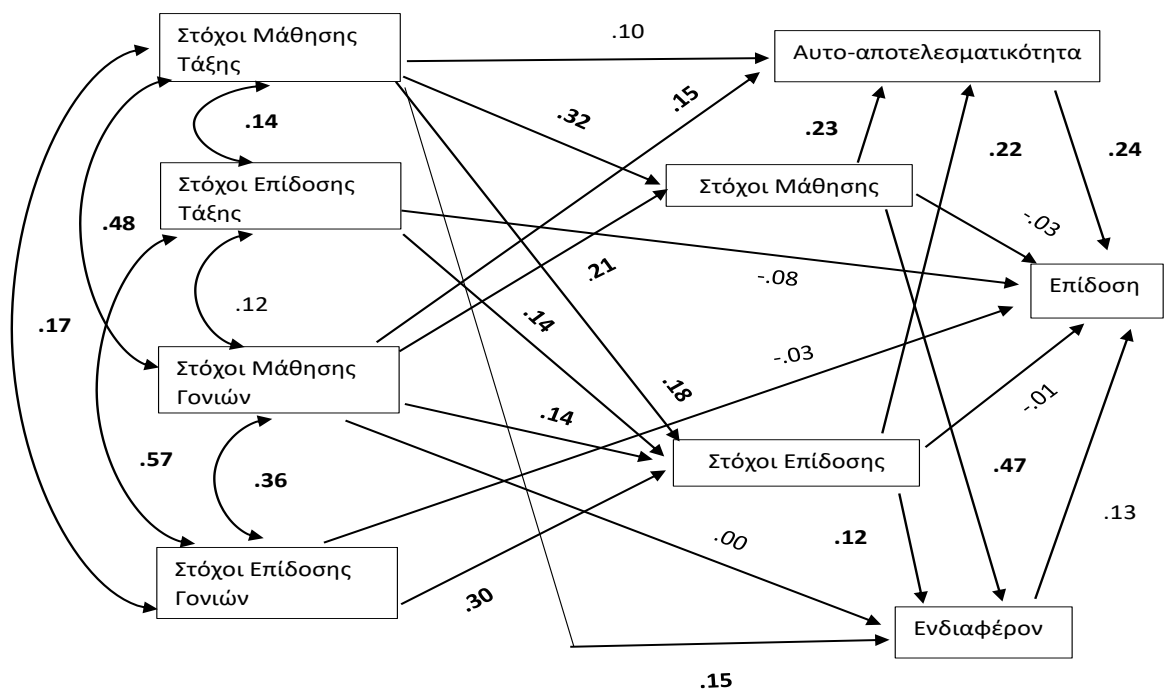 Στόχοι Μάθησης
Τάξης
.10
Αυτο-αποτελεσματικότητα
.14
.32
.15
.23
.22
.24
Στόχοι Επίδοσης
Τάξης
Στόχοι Μάθησης
-.03
.48
.21
-.08
Επίδοση
.17
.12
.14
-.03
Στόχοι Μάθησης
Γονιών
.18
-.01
.14
.57
.36
Στόχοι Επίδοσης
.47
.00
.12
.13
Στόχοι Επίδοσης
Γονιών
.30
Ενδιαφέρον
.15